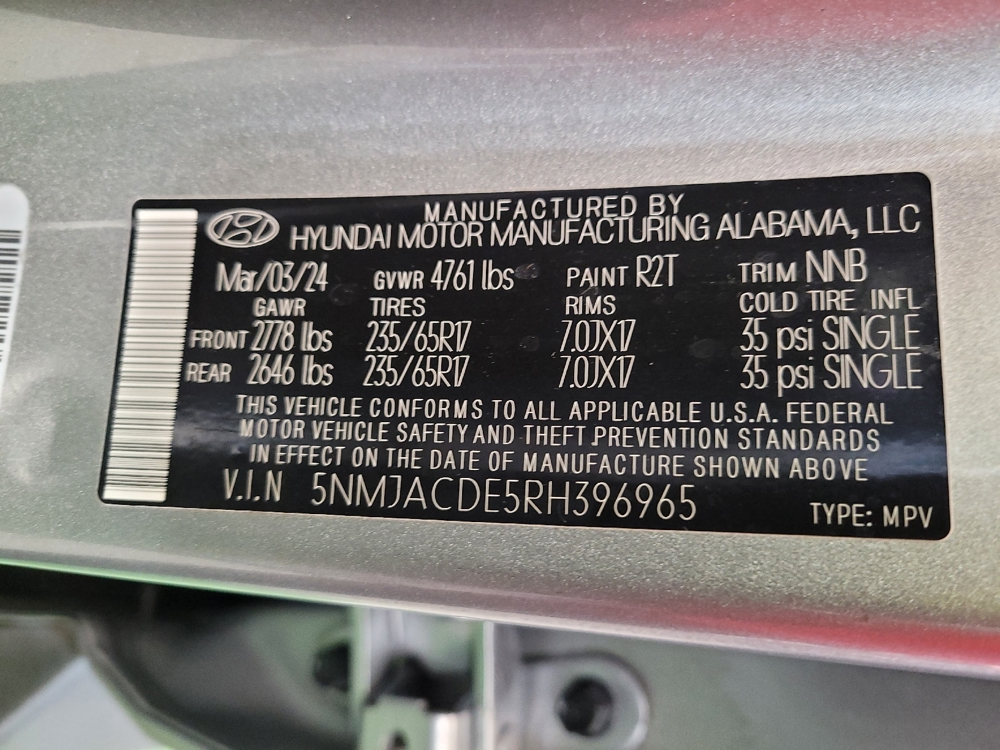 MANUFACTURED BY
HYUNDAI MOTOR MANUFACTURING ALABAMA, LLC
Mar/03/24 GVWR 4761 lbs PAINT R2T TRIM NNB
GAWR TIRES RIMS COLD TIRE INFL
FRONT 2778 lbs 235/65R17 7.0JX17 35 psi SINGLE
REAR 2646 lbs 235/65R17 7.0JX17 35 psi SINGLE
THIS VEHICLE CONFORMS TO ALL APPLICABLE U.S.A. FEDERAL
MOTOR VEHICLE SAFETY AND THEFT PREVENTION STANDARDS
IN EFFECT ON THE DATE OF MANUFACTURE SHOWN ABOVE
V.I.N 5NMJACDE5RH396965
TYPE: MPV